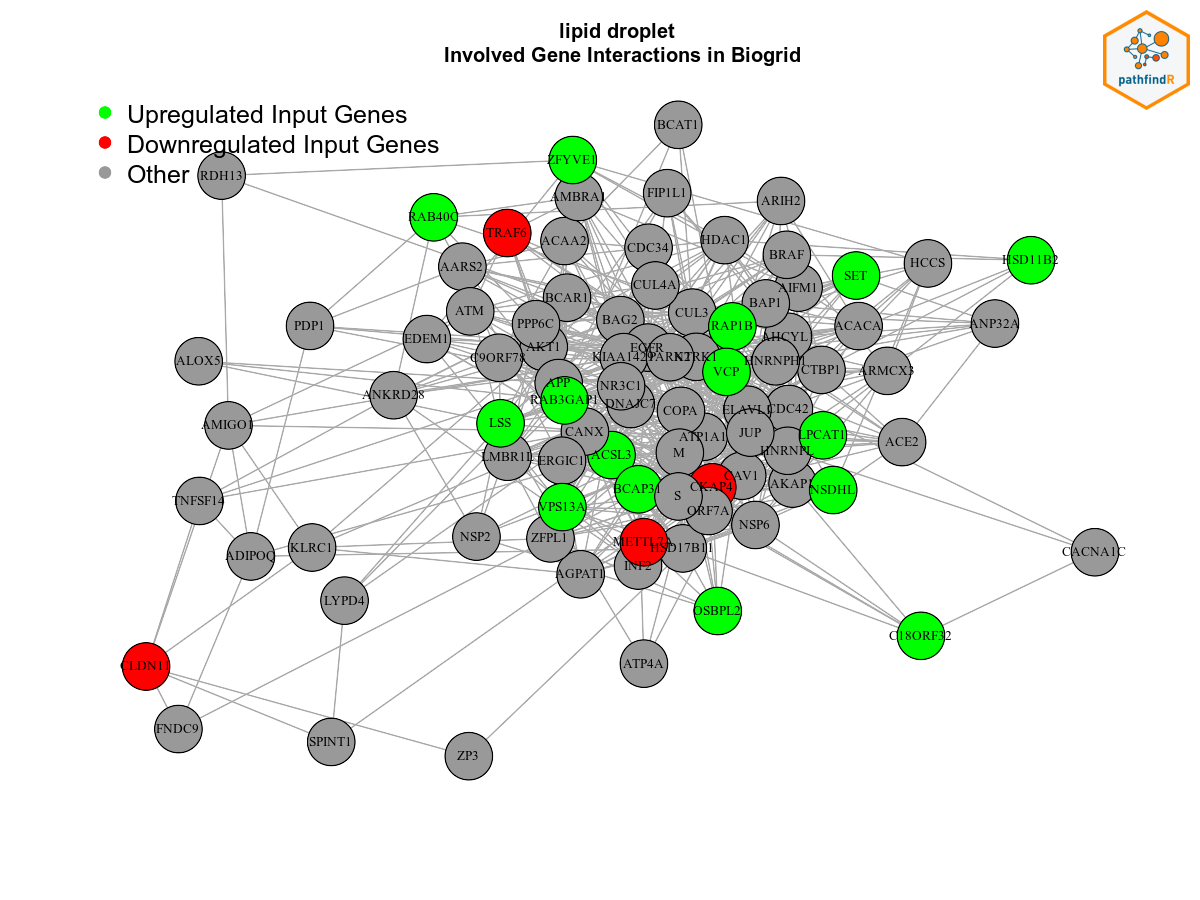 lipid droplet
Involved Gene Interactions in Biogrid
pathfindR
Upregulated Input Genes
Downregulated Input Genes
Other
BCAT1
ZFYVE1
RDH13
AMBRA1
FIP1L1
ARIH2
RAB40C
TRAF6
ACAA2
CDC34
HDAC1
BRAF
HSD11B2
HCCS
AARS2
SET
CUL4A
AIFM1
BCAR1
BAP1
ATM
CUL3
BAG2
PPP6C
RAP1B
ACACA
ANP32A
PDP1
EDEM1
AKT1
EGFR
C9ORF78
KIAA1429
PARK2
NTRK1
HNRNPH1
CTBP1
ARMCX3
ALOX5
VCP
APP
NR3C1
ANKRD28
RAB3GAP1
DNAJC7
COPA
ELAVL1
CDC42
AMIGO1
LSS
CANX
ATP1A1
JUP
LPCAT1
ACE2
LMBR1L
ERGIC1
ACSL3
M
HNRNPL
CAV1
AKAP1
NSDHL
BCAP31
S
CKAP4
TNFSF14
VPS13A
ORF7A
NSP6
NSP2
ZFPL1
METTL7A
HSD17B11
KLRC1
ADIPOQ
CACNA1C
AGPAT1
INF2
LYPD4
OSBPL2
C18ORF32
CLDN11
ATP4A
FNDC9
SPINT1
ZP3